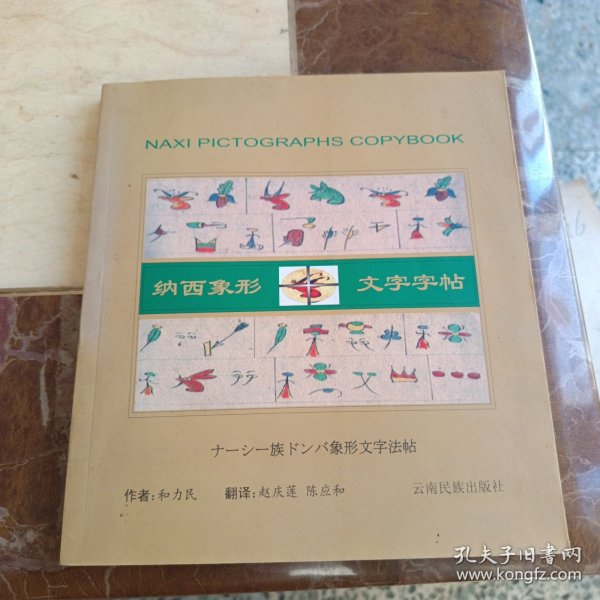 NAXI PICTOGRAPHS COPYBOOK
纳西象形 文字字帖
ナーシー族ドンバ象形文字法帖
作者:和力民 翻译:赵庆莲 陈应和 云南民族出版社
孔夫子旧书网
www.kongfz.com